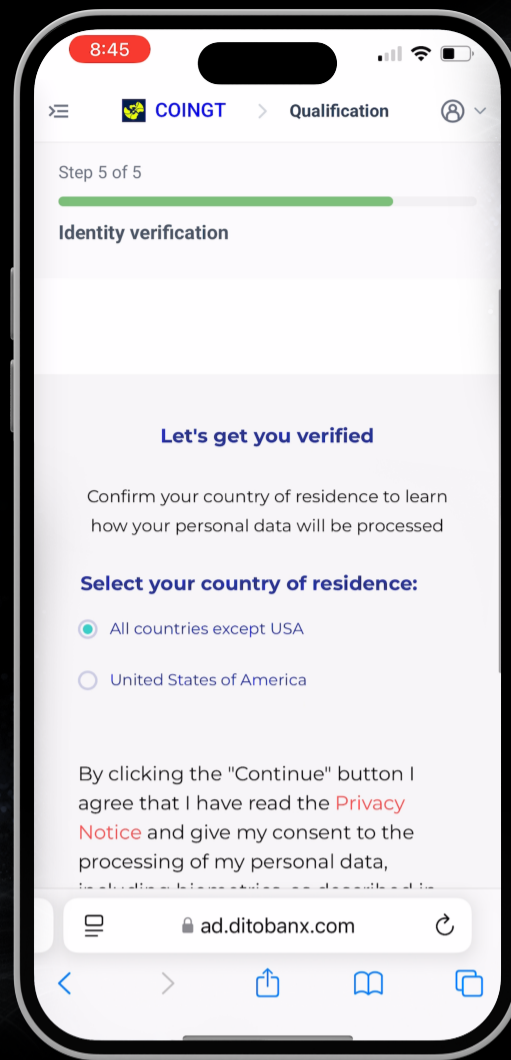 8:45
COINGT > Qualification
Step 5 of 5
Identity verification
Let's get you verified
Confirm your country of residence to learn
how your personal data will be processed
Select your country of residence:
All countries except USA
United States of America
By clicking the "Continue" button I
agree that I have read the Privacy
Notice and give my consent to the
processing of my personal data,
ad.ditobanx.com